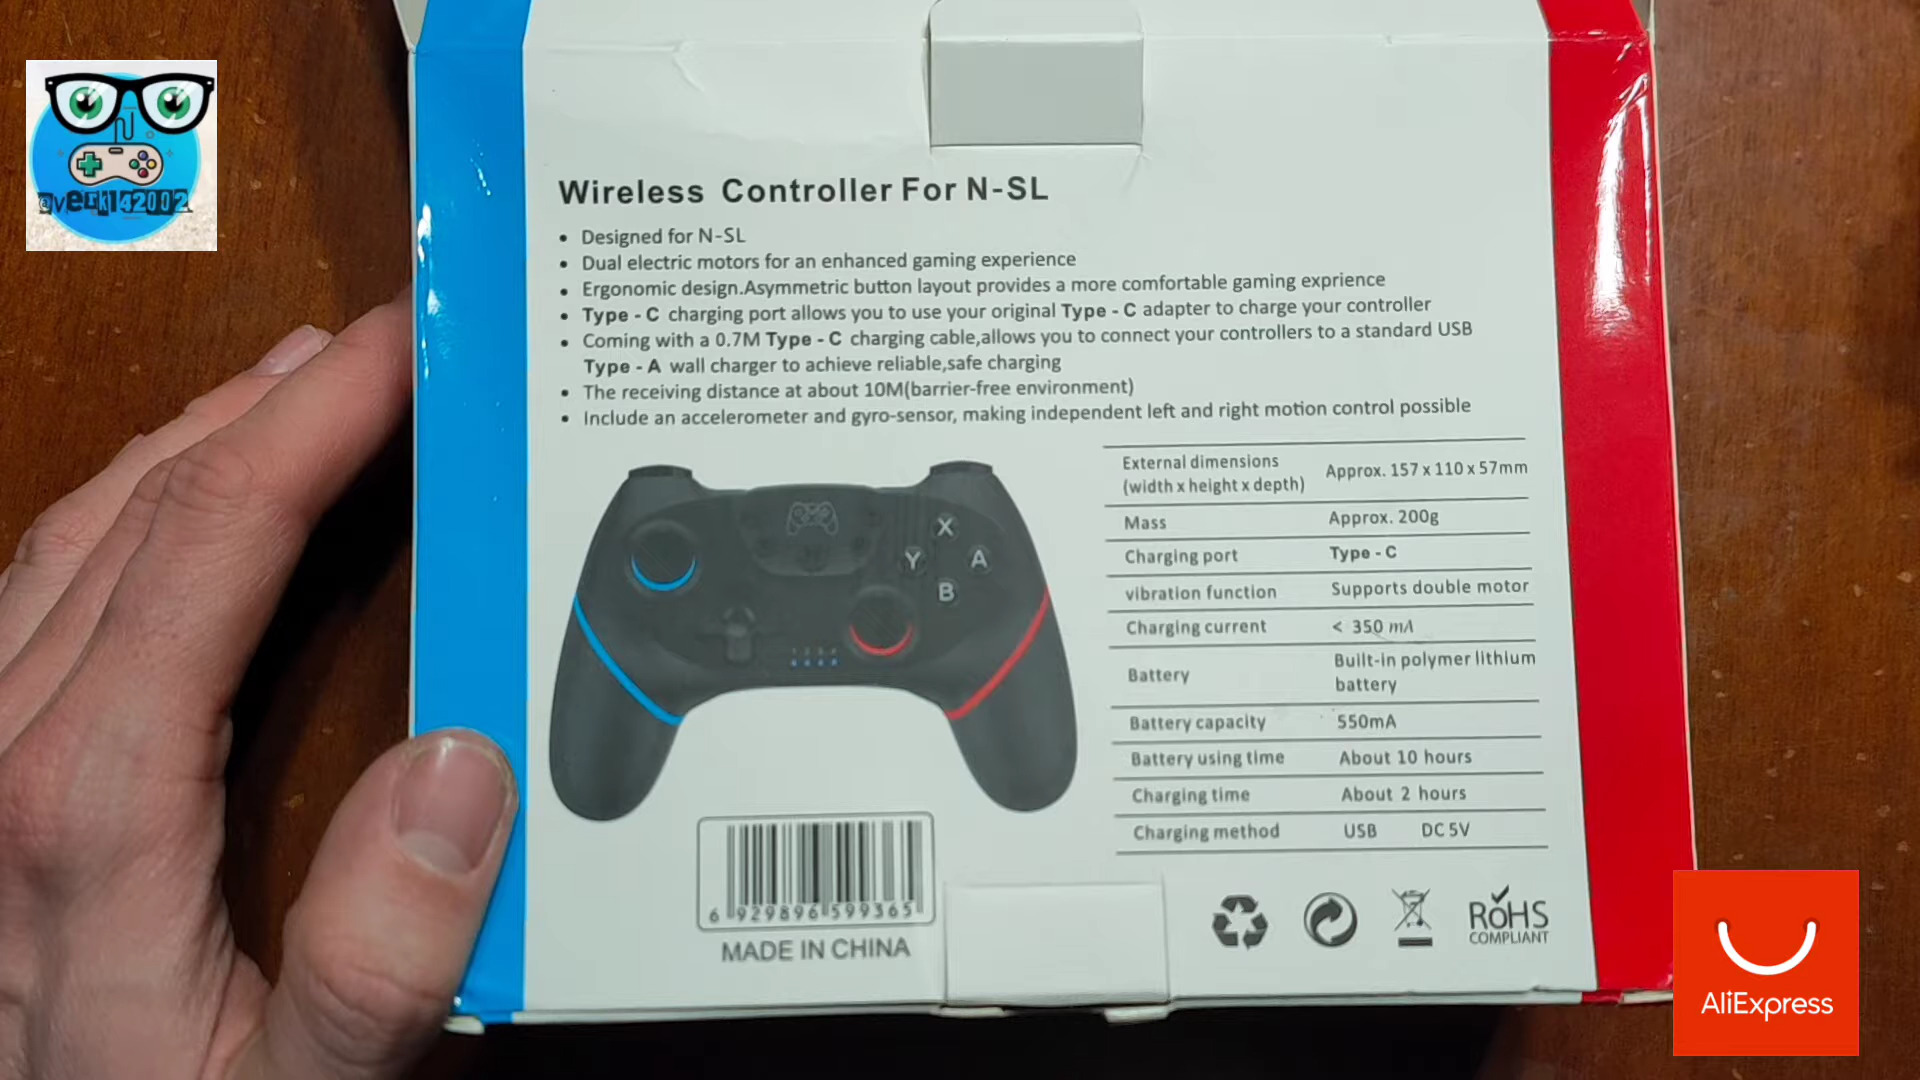 @verk142002
Wireless Controller For N-SL
• Designed for N-SL
• Dual electric motors for an enhanced gaming experience
• Ergonomic design.Asymmetric button layout provides a more comfortable gaming exprience
• Type - C charging port allows you to use your original Type - C adapter to charge your controller
• Coming with a 0.7M Type - C charging cable,allows you to connect your controllers to a standard USB
Type - A wall charger to achieve reliable,safe charging
• The receiving distance at about 10M(barrier-free environment)
• Include an accelerometer and gyro-sensor, making independent left and right motion control possible
X
Y A
B
1 2 3 4
External dimensions
(width x height x depth) Approx. 157 x 110 x 57mm
Mass Approx. 200g
Charging port Type - C
vibration function Supports double motor
Charging current < 350 mA
Battery Built-in polymer lithium
battery
Battery capacity 550mA
Battery using time About 10 hours
Charging time About 2 hours
Charging method USB DC 5V
6 929896 599365
MADE IN CHINA
RoHS
COMPLIANT
AliExpress